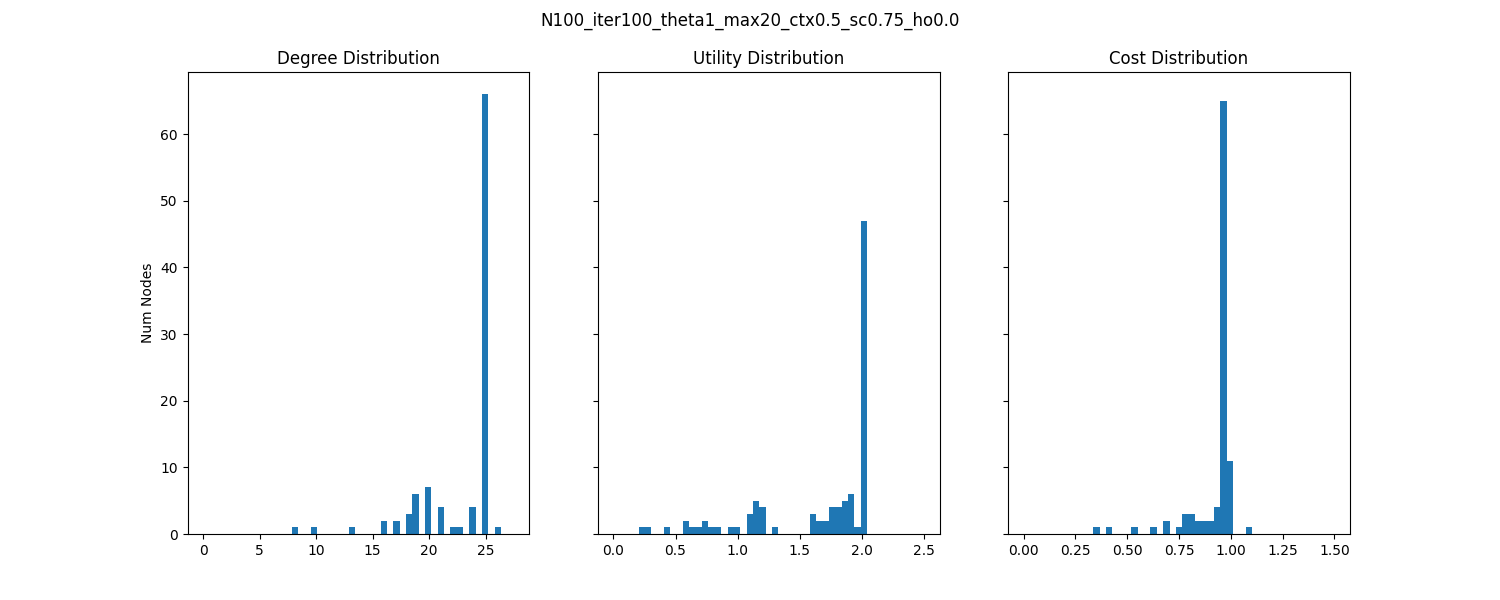 N100_iter100_theta1_max20_ctx0.5_sc0.75_ho0.0
Degree Distribution
Utility Distribution
Cost Distribution
Num Nodes
60
50
40
30
20
10
0
0 5 10 15 20 25
0.0 0.5 1.0 1.5 2.0 2.5
0.00 0.25 0.50 0.75 1.00 1.25 1.50